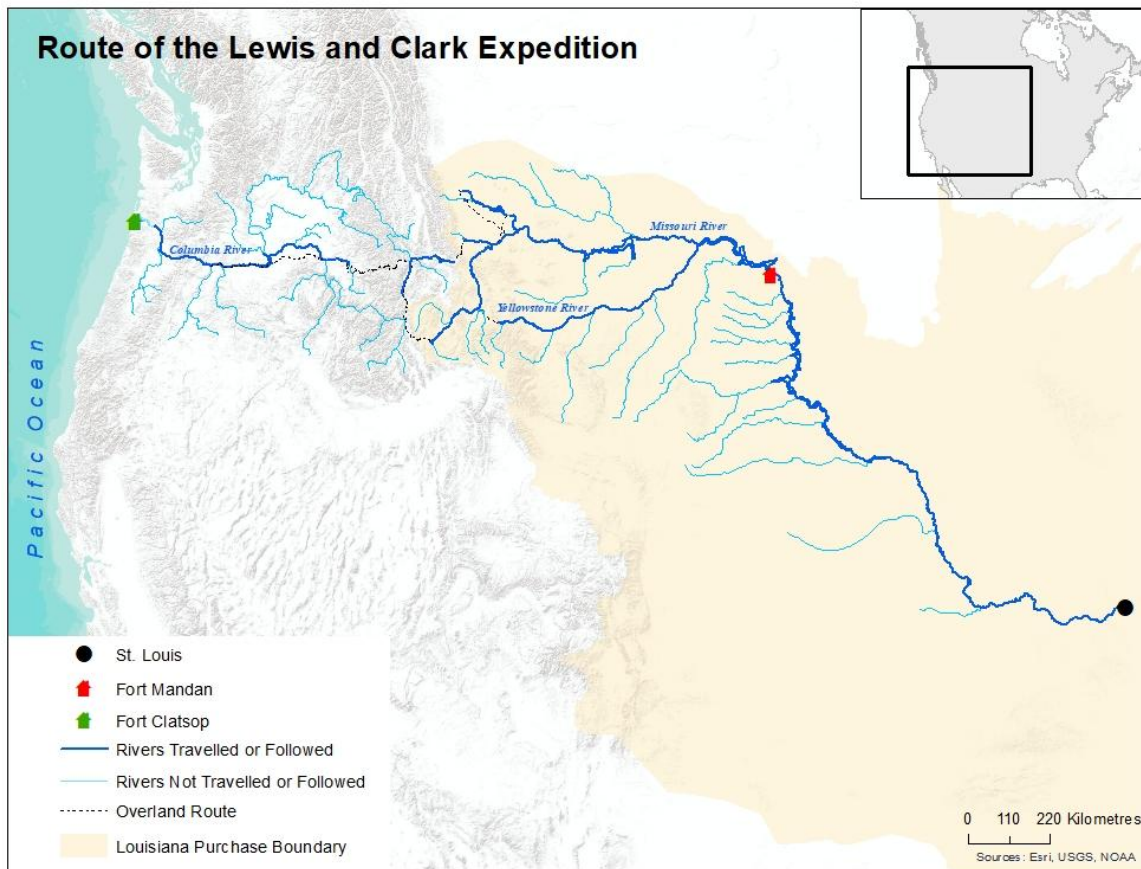 Route of the Lewis and Clark Expedition
Missouri River
Columbia River
Yellowstone River
Pacific Ocean
St. Louis
Fort Mandan
Fort Clatsop
Rivers Travelled or Followed
Rivers Not Travelled or Followed
Overland Route
Louisiana Purchase Boundary
0 110 220 Kilometres
Sources: Esri, USGS, NOAA